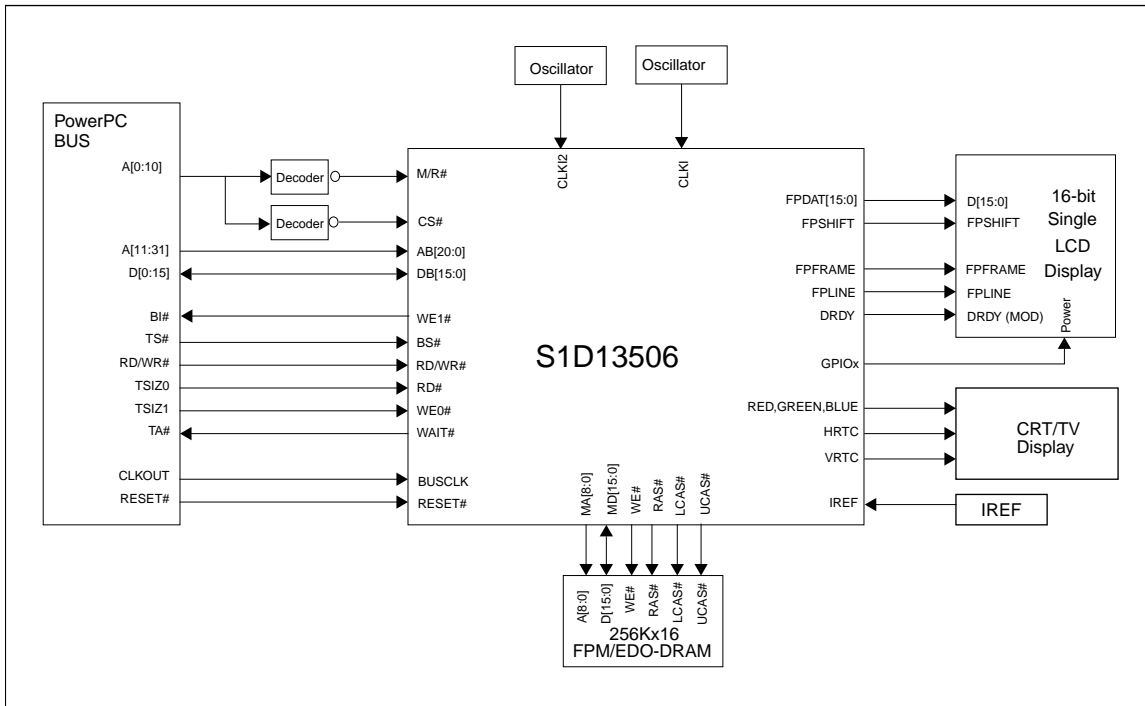 Oscillator
Oscillator
PowerPC
BUS
A[0:10]
Decoder
Decoder
A[11:31]
D[0:15]
BI#
TS#
RD/WR#
TSIZ0
TSIZ1
TA#
CLKOUT
RESET#
M/R#
CS#
AB[20:0]
DB[15:0]
WE1#
BS#
RD/WR#
RD#
WE0#
WAIT#
BUSCLK
RESET#
CLKI2
CLKI
S1D13506
FPDAT[15:0]
FPSHIFT
FPFRAME
FPLINE
DRDY
GPIOx
RED,GREEN,BLUE
HRTC
VRTC
IREF
D[15:0]
FPSHIFT
FPFRAME
FPLINE
DRDY (MOD)
16-bit
Single
LCD
Display
Power
CRT/TV
Display
IREF
MA[8:0]
MD[15:0]
WE#
RAS#
LCAS#
UCAS#
A[8:0]
D[15:0]
WE#
RAS#
LCAS#
UCAS#
256Kx16
FPM/EDO-DRAM